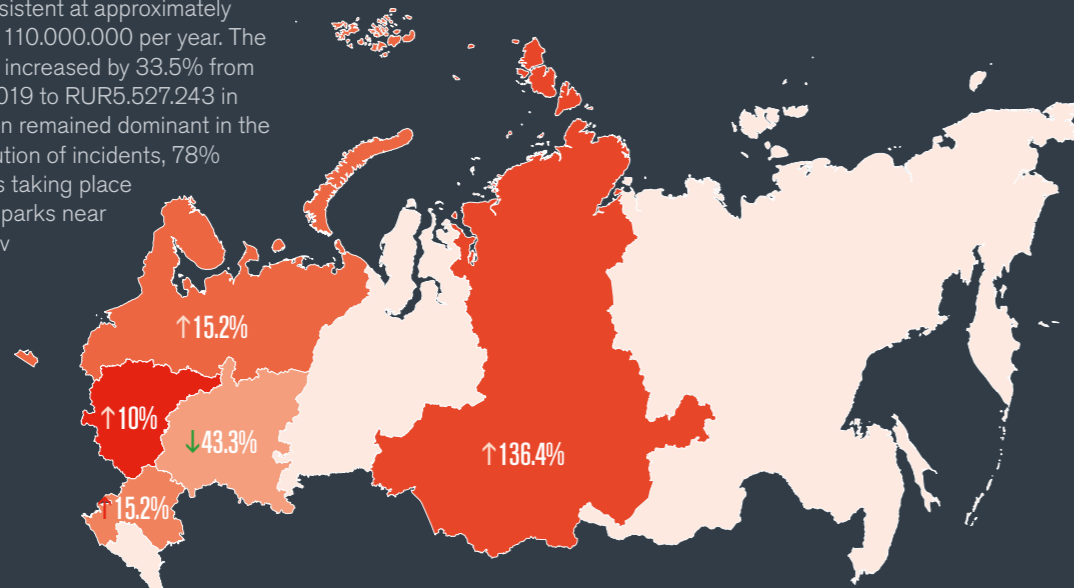 sistent at approximately
110.000.000 per year. The
increased by 33.5% from
019 to RUR5.527.243 in
n remained dominant in the
ution of incidents, 78%
s taking place
parks near
v
↑15.2%
↑10%
↓43.3%
↑136.4%
↑15.2%